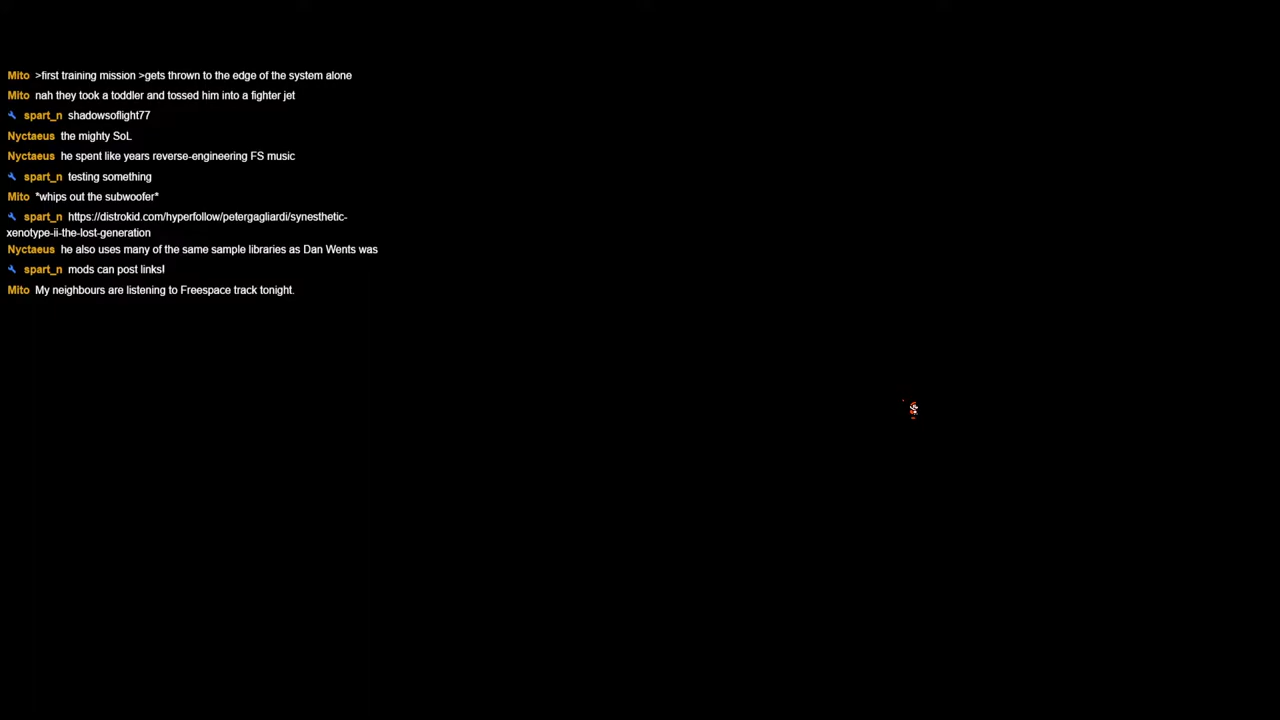 Mito >first training mission >gets thrown to the edge of the system alone
Mito nah they took a toddler and tossed him into a fighter jet
spart_n shadowsoflight77
Nyctaeus the mighty SoL
Nyctaeus he spent like years reverse-engineering FS music
spart_n testing something
Mito *whips out the subwoofer*
spart_n https://distrokid.com/hyperfollow/petergagliardi/synesthetic-
xenotype-ii-the-lost-generation
Nyctaeus he also uses many of the same sample libraries as Dan Wents was
spart_n mods can post links!
Mito My neighbours are listening to Freespace track tonight.